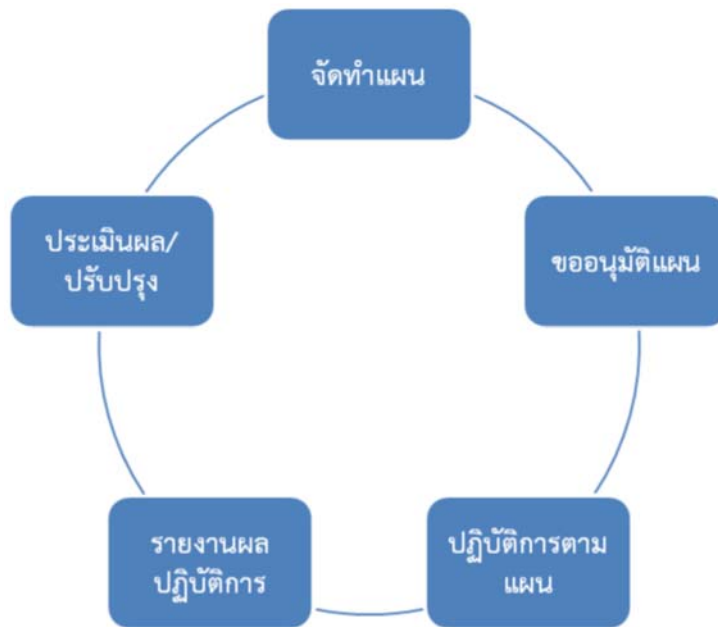 จัดทำแผน
ขออนุมัติแผน
ปฏิบัติการตาม
แผน
รายงานผล
ปฏิบัติการ
ประเมินผล/
ปรับปรุง